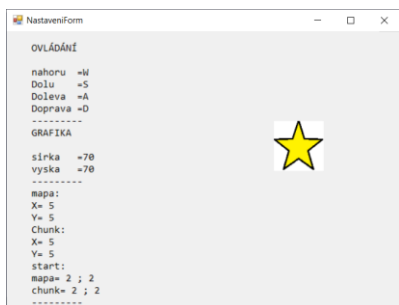 NastaveniForm
OVLÁDÁNÍ
nahoru =W
Dolu =S
Doleva =A
Doprava =D
---------
GRAFIKA
sirka =70
vyska =70
---------
mapa:
X= 5
Y= 5
Chunk:
X= 5
Y= 5
start:
mapa= 2 ; 2
chunk= 2 ; 2
---------